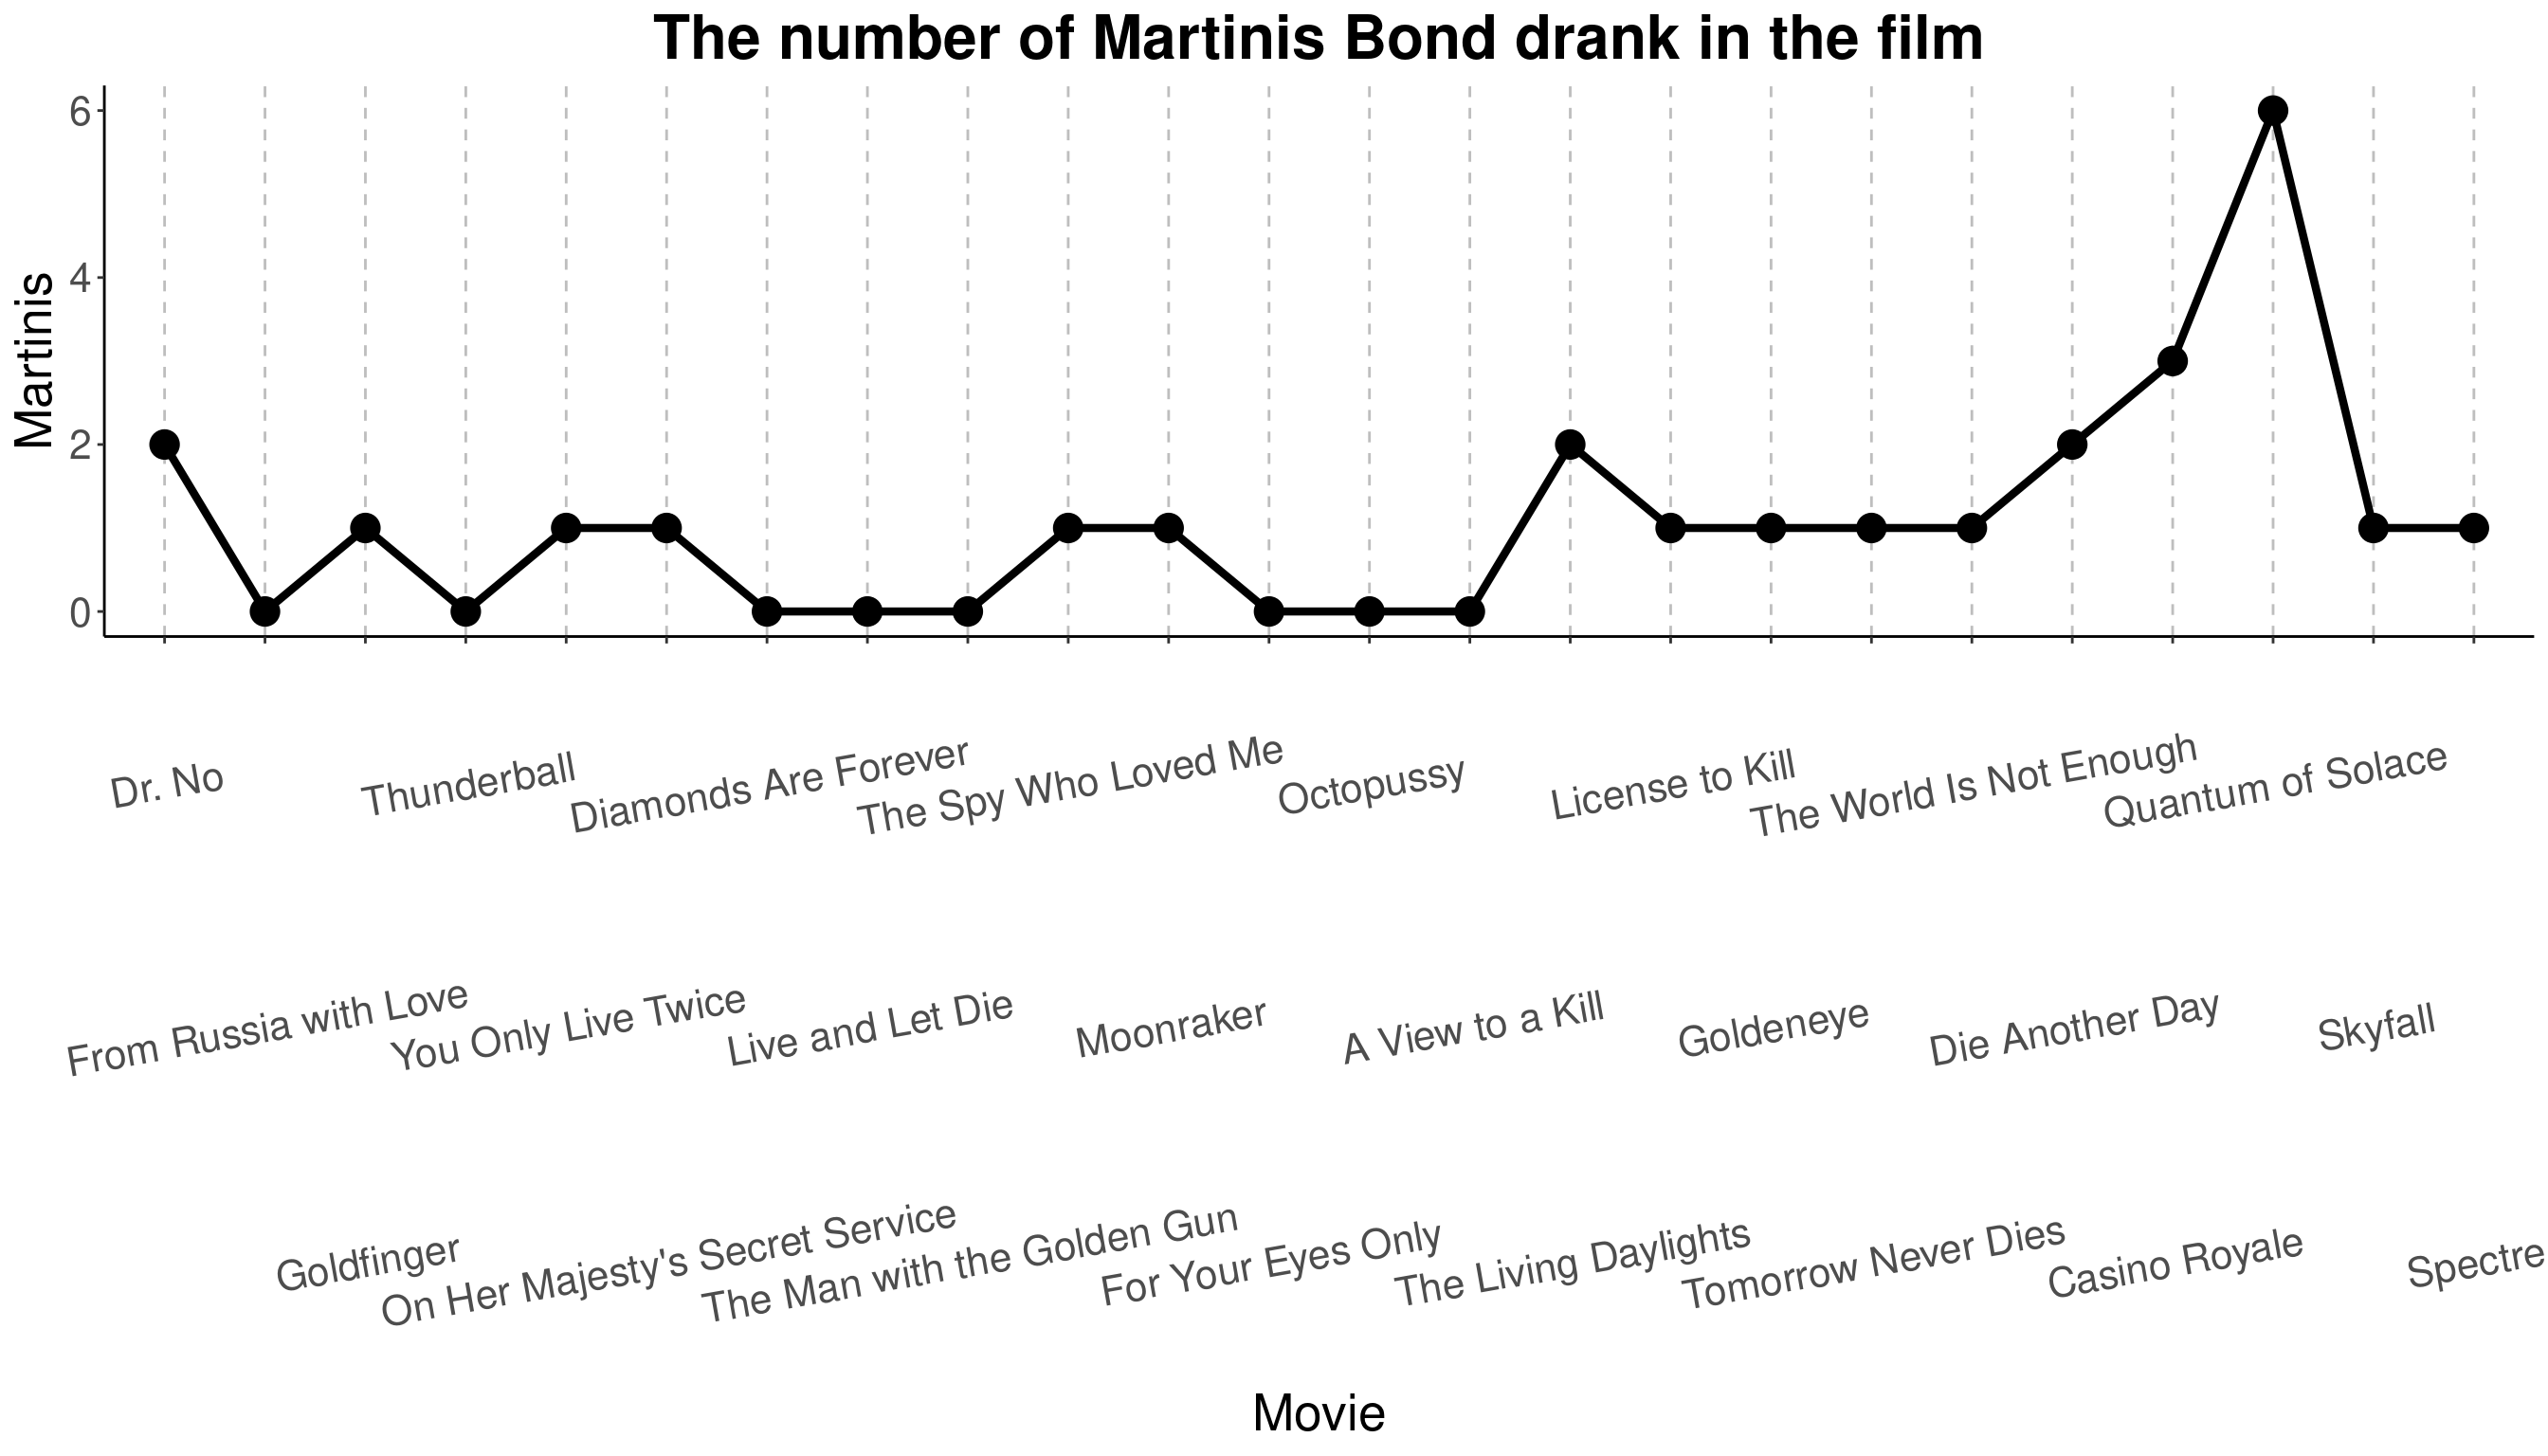 The number of Martinis Bond drank in the film
Martinis
6
4
2
0
Dr. No
Thunderball
Diamonds Are Forever
The Spy Who Loved Me
Octopussy
License to Kill
The World Is Not Enough
Quantum of Solace
From Russia with Love
You Only Live Twice
Live and Let Die
Moonraker
A View to a Kill
Goldeneye
Die Another Day
Skyfall
Goldfinger
On Her Majesty's Secret Service
The Man with the Golden Gun
For Your Eyes Only
The Living Daylights
Tomorrow Never Dies
Casino Royale
Spectre
Movie